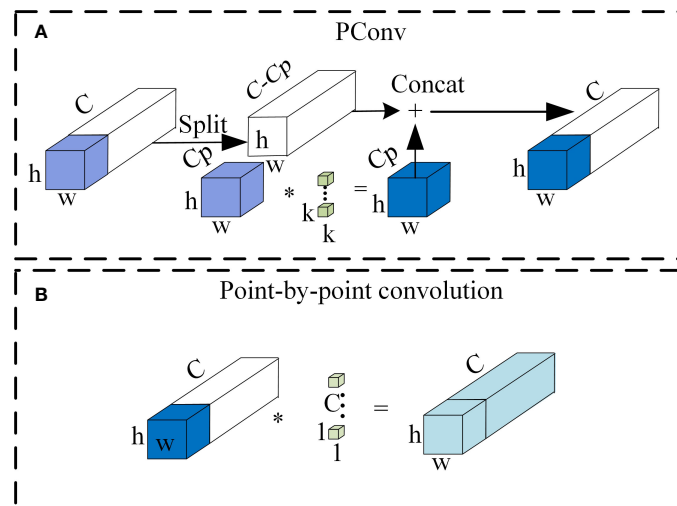 A
PConv
C
C-Cp
Concat
C
Split
h
+
Cp
w
Cp
h
w
h
w
*
k
k
=
h
w
h
w
B
Point-by-point convolution
C
C
h
w
*
C
1
1
=
h
w